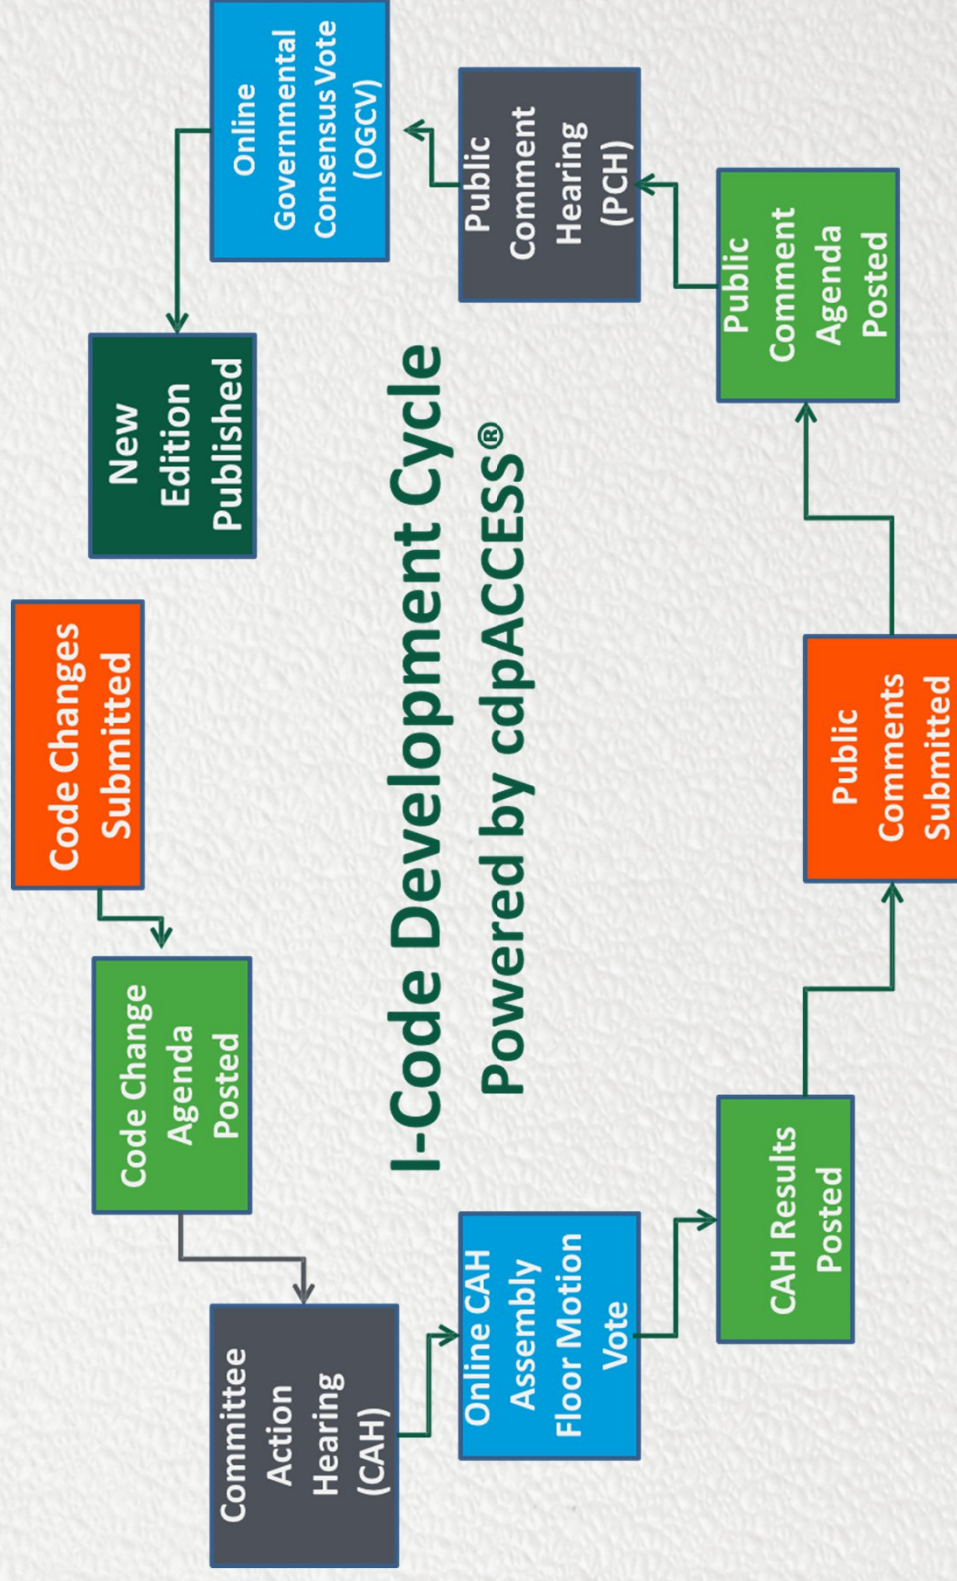 I-Code Development Cycle
Powered by cdpACCESS®
Code Changes
Submitted
Code Change
Agenda
Posted
Committee
Action
Hearing
(CAH)
Online CAH
Assembly
Floor Motion
Vote
CAH Results
Posted
Public
Comments
Submitted
Public
Comment
Agenda
Posted
Public
Comment
Hearing
(PCH)
Online
Governmental
Consensus Vote
(OGCV)
New
Edition
Published